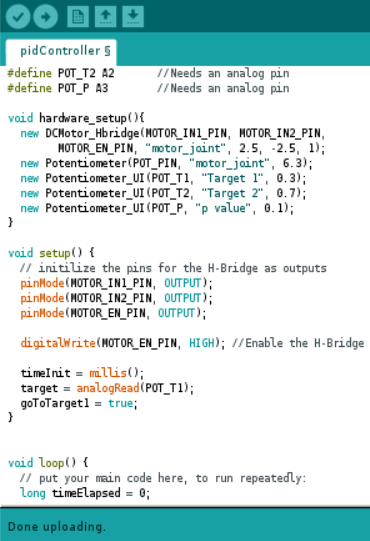 pidController §
#define POT_T2 A2      //Needs an analog pin
#define POT_P A3       //Needs an analog pin

void hardware_setup(){
  new DCMotor_Hbridge(MOTOR_IN1_PIN, MOTOR_IN2_PIN,
       MOTOR_EN_PIN, "motor_joint", 2.5, -2.5, 1);
  new Potentiometer(POT_PIN, "motor_joint", 6.3);
  new Potentiometer_UI(POT_T1, "Target 1", 0.3);
  new Potentiometer_UI(POT_T2, "Target 2", 0.7);
  new Potentiometer_UI(POT_P, "p value", 0.1);
}

void setup() {
  // initilize the pins for the H-Bridge as outputs
  pinMode(MOTOR_IN1_PIN, OUTPUT);
  pinMode(MOTOR_IN2_PIN, OUTPUT);
  pinMode(MOTOR_EN_PIN, OUTPUT);

  digitalWrite(MOTOR_EN_PIN, HIGH); //Enable the H-Bridge

  timeInit = millis();
  target = analogRead(POT_T1);
  goToTarget1 = true;
}

void loop() {
  // put your main code here, to run repeatedly:
  long timeElapsed = 0;
Done uploading.